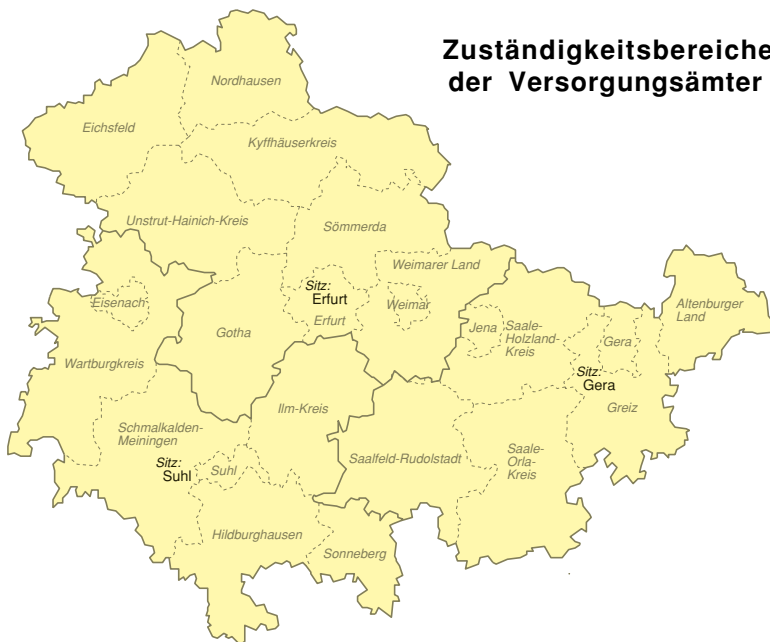 Zuständigkeitsbereiche
der Versorgungsämter
Nordhausen
Eichsfeld
Kyffhäuserkreis
Unstrut-Hainich-Kreis
Sömmerda
Weimarer Land
Sitz:
Erfurt
Erfurt
Weimar
Eisenach
Gotha
Wartburgkreis
Jena
Saale-
Holzland-
Kreis
Gera
Altenburger
Land
Sitz:
Gera
Greiz
Ilm-Kreis
Schmalkalden-
Meiningen
Sitz:
Suhl
Suhl
Saalfeld-Rudolstadt
Saale-
Orla-
Kreis
Hildburghausen
Sonneberg